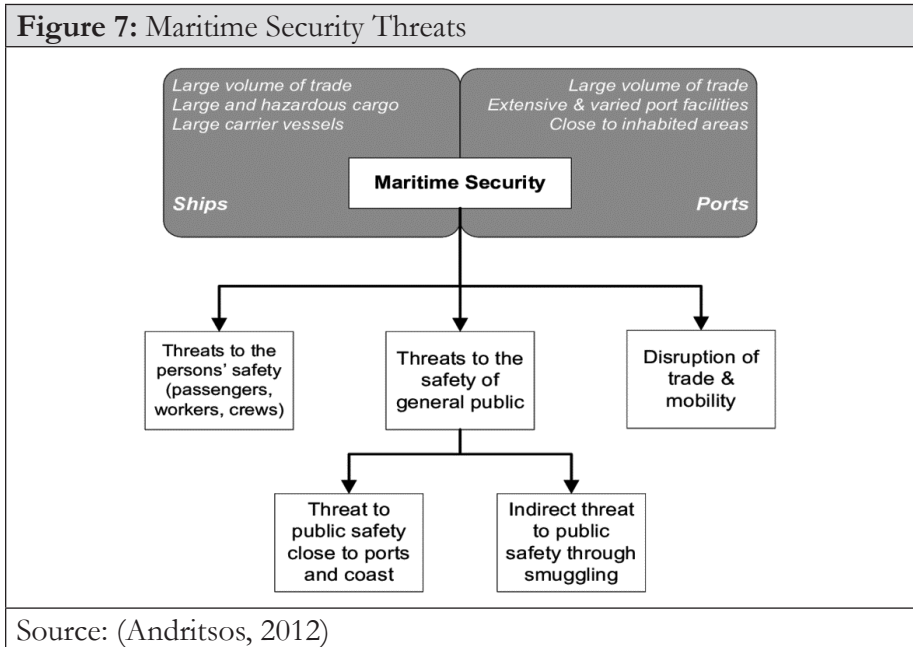 Figure 7: Maritime Security Threats
Large volume of trade
Large and hazardous cargo
Large carrier vessels
Ships
Large volume of trade
Extensive & varied port facilities
Close to inhabited areas
Ports
Maritime Security
Threats to the
persons' safety
(passengers,
workers, crews)
Threats to the
safety of
general public
Disruption of
trade &
mobility
Threat to
public safety
close to ports
and coast
Indirect threat
to public
safety through
smuggling
Source: (Andritsos, 2012)